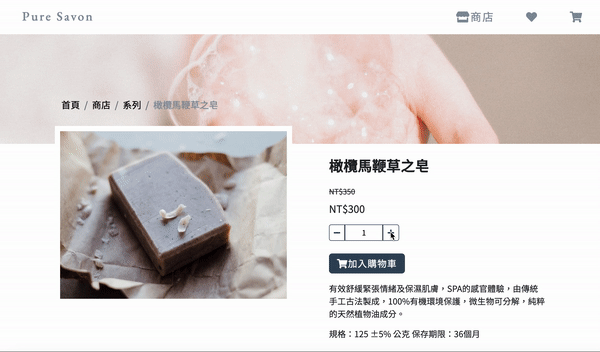 Pure Savon
商店
首頁 / 商店 / 系列 / 橄欖馬鞭草之皂
橄欖馬鞭草之皂
NT$350
NT$300
1
加入購物車
有效舒緩緊張情緒及保濕肌膚，SPA的感官體驗，由傳統
手工古法製成，100%有機環境保護，微生物可分解，純粹
的天然植物油成分。
規格：125 ±5% 公克 保存期限：36個月